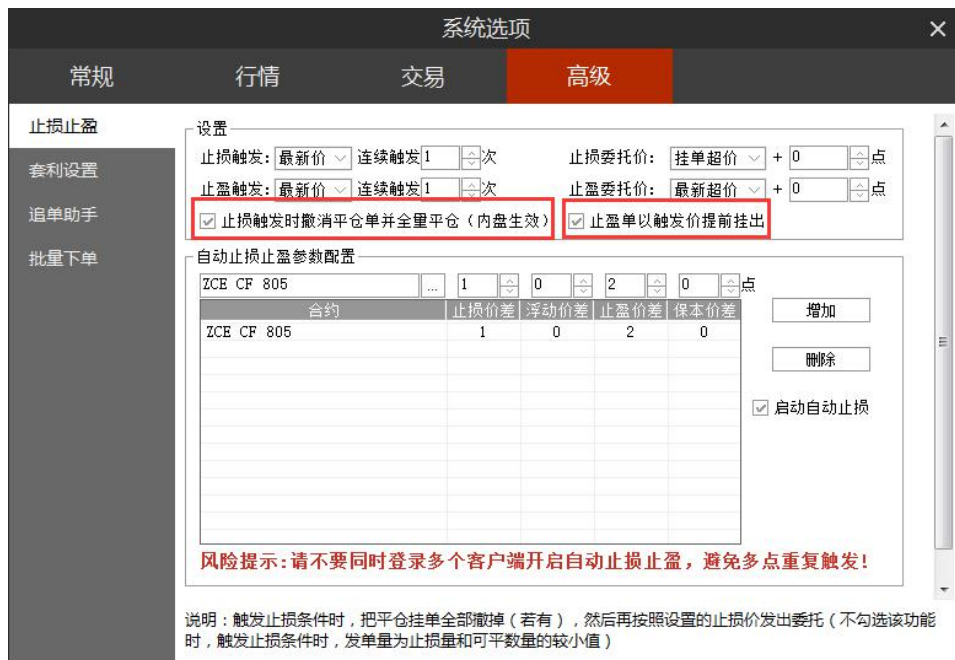 系统选项
常规 行情 交易 高级
止损止盈
套利设置
追单助手
批量下单
设置
止损触发: 最新价 连续触发 1 次 止损委托价: 挂单超价 + 0 点
止盈触发: 最新价 连续触发 1 次 止盈委托价: 最新超价 + 0 点
止损触发时撤消平仓单并全量平仓（内盘生效） 止盈单以触发价提前挂出
自动止损止盈参数配置
ZCE CF 805 ... 1 0 2 0 点
合约 止损价差 浮动价差 止盈价差 保本价差
ZCE CF 805 1 0 2 0
增加
删除
启动自动止损
风险提示:请不要同时登录多个客户端开启自动止损止盈，避免多点重复触发!
说明：触发止损条件时，把平仓挂单全部撤掉（若有），然后再按照设置的止损价发出委托（不勾选该功能
时，触发止损条件时，发单量为止损量和可平数量的较小值）